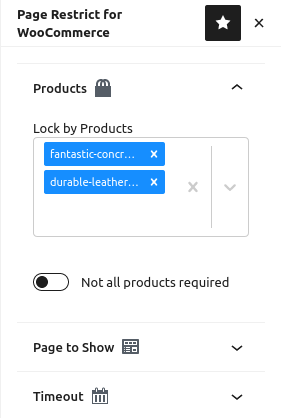 Page Restrict for
WooCommerce
Products
Lock by Products
fantastic-concr...
durable-leather...
Not all products required
Page to Show
Timeout